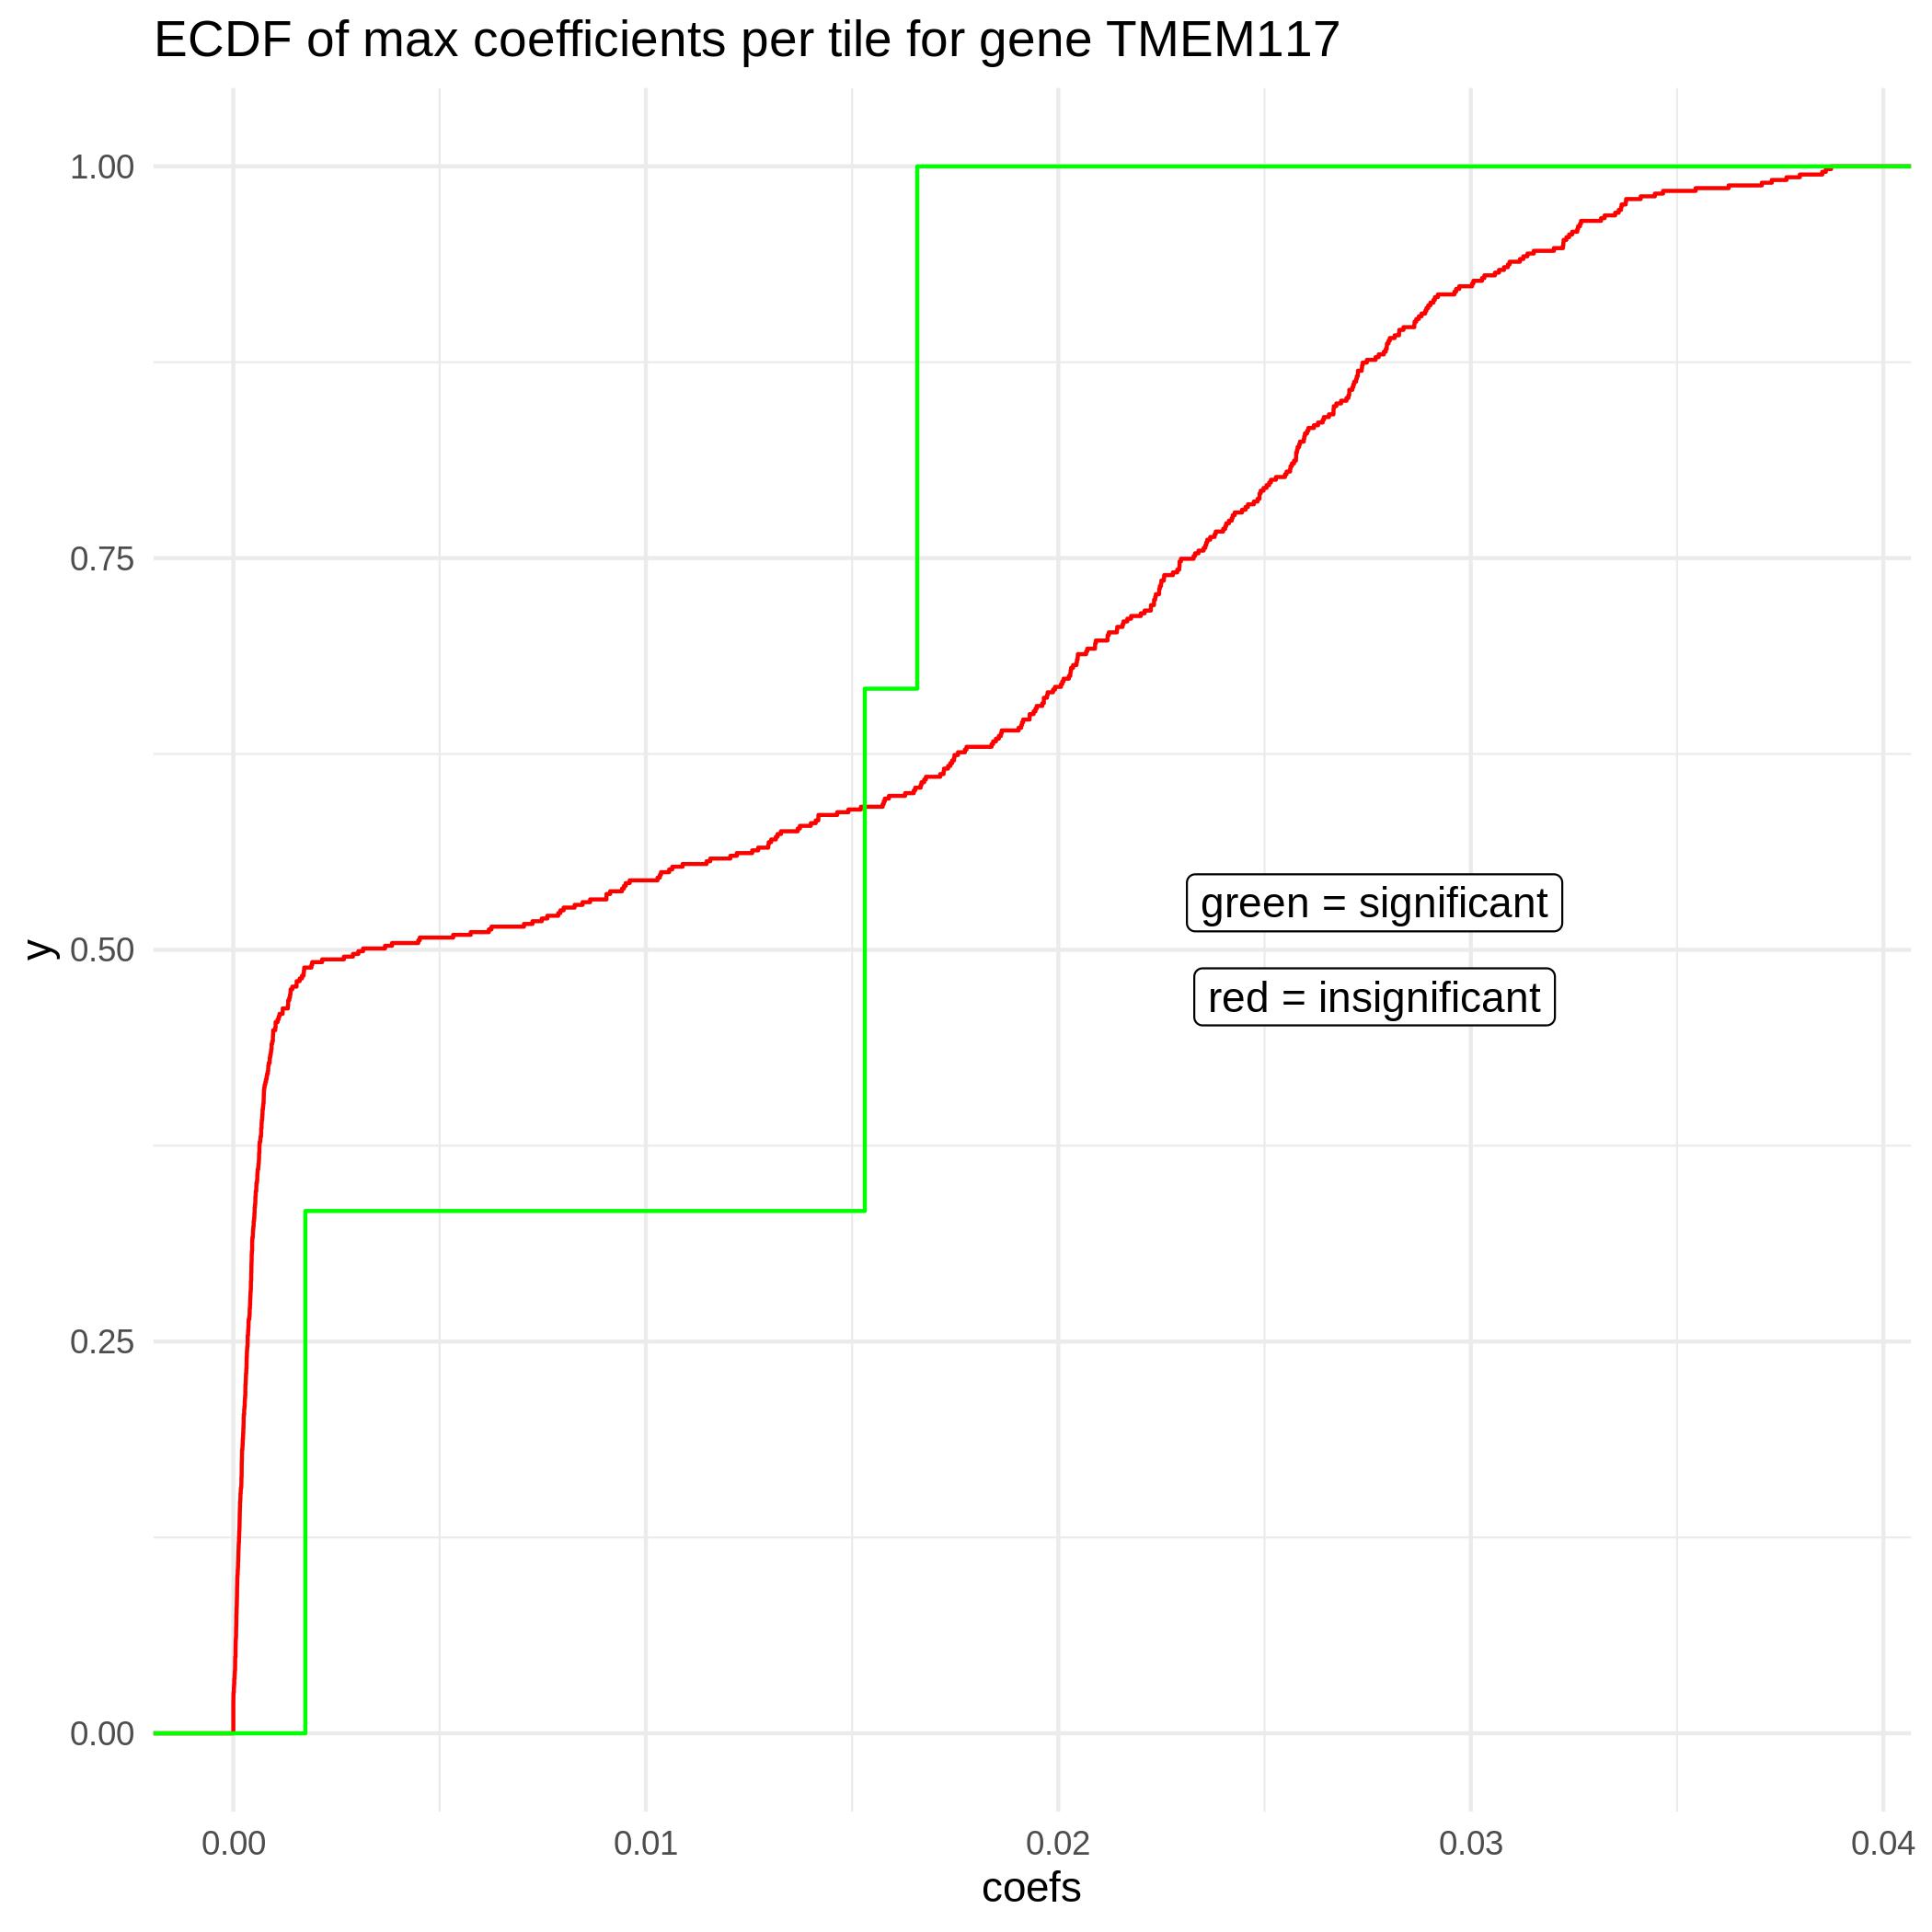 ECDF of max coefficients per tile for gene TMEM117
1.00
0.75
green = significant
y
0.50
red = insignificant
0.25
0.00
0.00
0.01
0.02
0.03
0.04
coefs